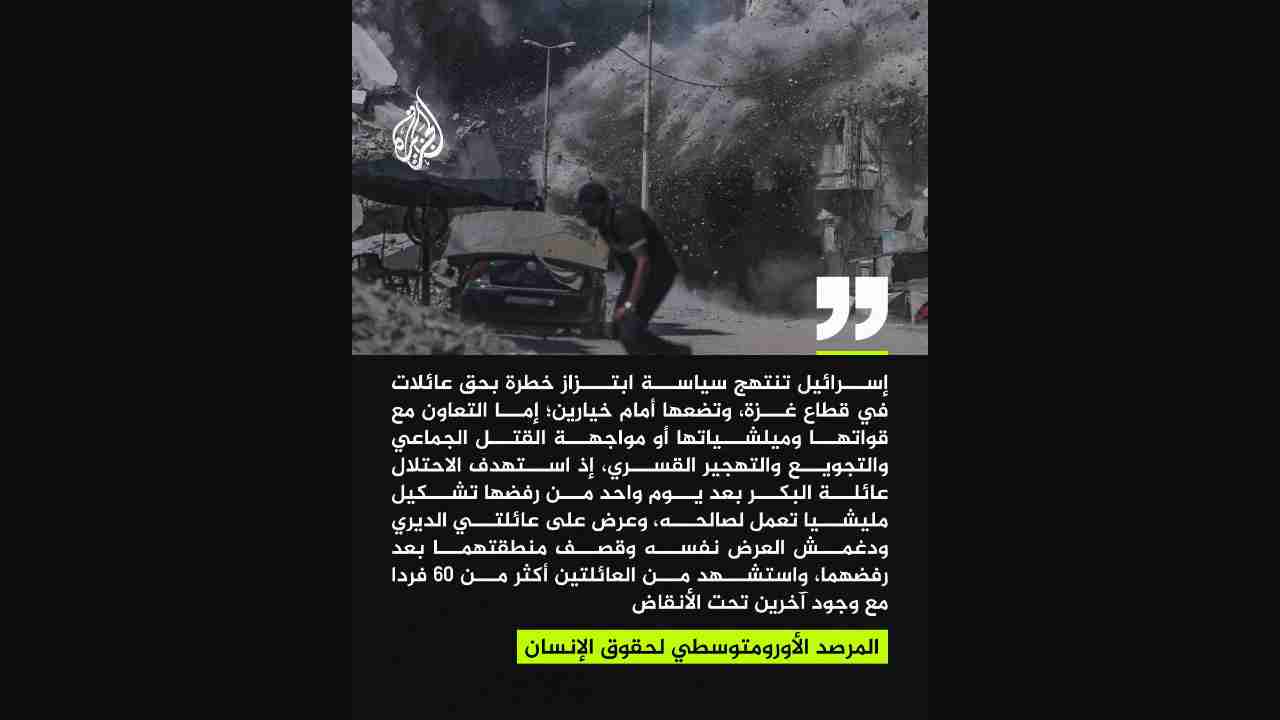 الجزيرة
إسرائيل تنتهج سياسة ابتزاز خطرة بحق عائلات
في قطاع غزة، وتضعها أمام خيارين؛ إما التعاون مع
قواتها وميلشياتها أو مواجهة القتل الجماعي
والتجويع والتهجير القسري، إذ استهدف الاحتلال
عائلة البكر بعد يوم واحد من رفضها تشكيل
مليشيا تعمل لصالحه، وعرض على عائلتي الديري
ودغمش العرض نفسه وقصف منطقتهما بعد
رفضهما، واستشهد من العائلتين أكثر من 60 فردا
مع وجود آخرين تحت الأنقاض
المرصد الأورومتوسطي لحقوق الإنسان